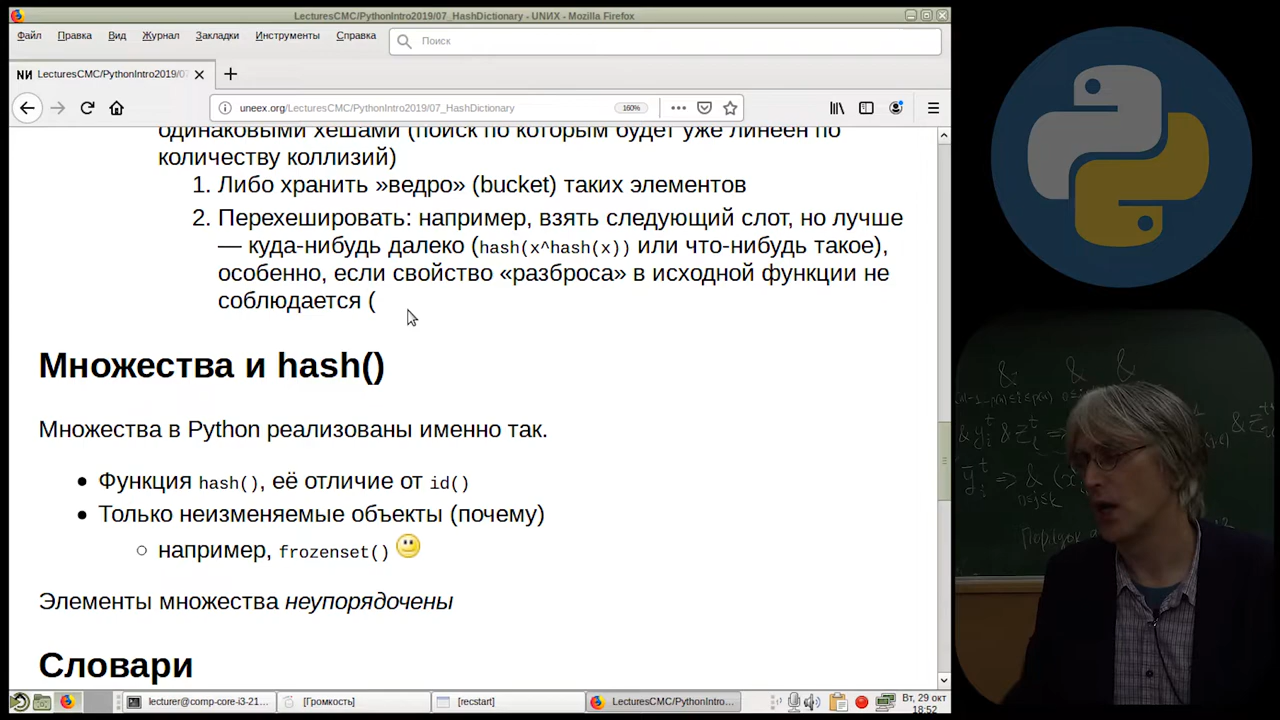 LecturesCMC/PythonIntro2019/07_HashDictionary - UNИX - Mozilla Firefox
Файл Правка Вид Журнал Закладки Инструменты Справка
Поиск
LecturesCMC/PythonIntro2019/07
uneex.org/LecturesCMC/PythonIntro2019/07_HashDictionary 160%
одинаковыми хешами (поиск по которым будет уже линеен по
количеству коллизий)
1. Либо хранить »ведро» (bucket) таких элементов
2. Перехешировать: например, взять следующий слот, но лучше
— куда-нибудь далеко (hash(x^hash(x)) или что-нибудь такое),
особенно, если свойство «разброса» в исходной функции не
соблюдается (
Множества и hash()
Множества в Python реализованы именно так.
• Функция hash(), её отличие от id()
• Только неизменяемые объекты (почему)
○ например, frozenset()
Элементы множества неупорядочены
Словари
lecturer@comp-core-i3-21... [Громкость] [recstart] LecturesCMC/PythonIntro... Вт, 29 окт
18:52